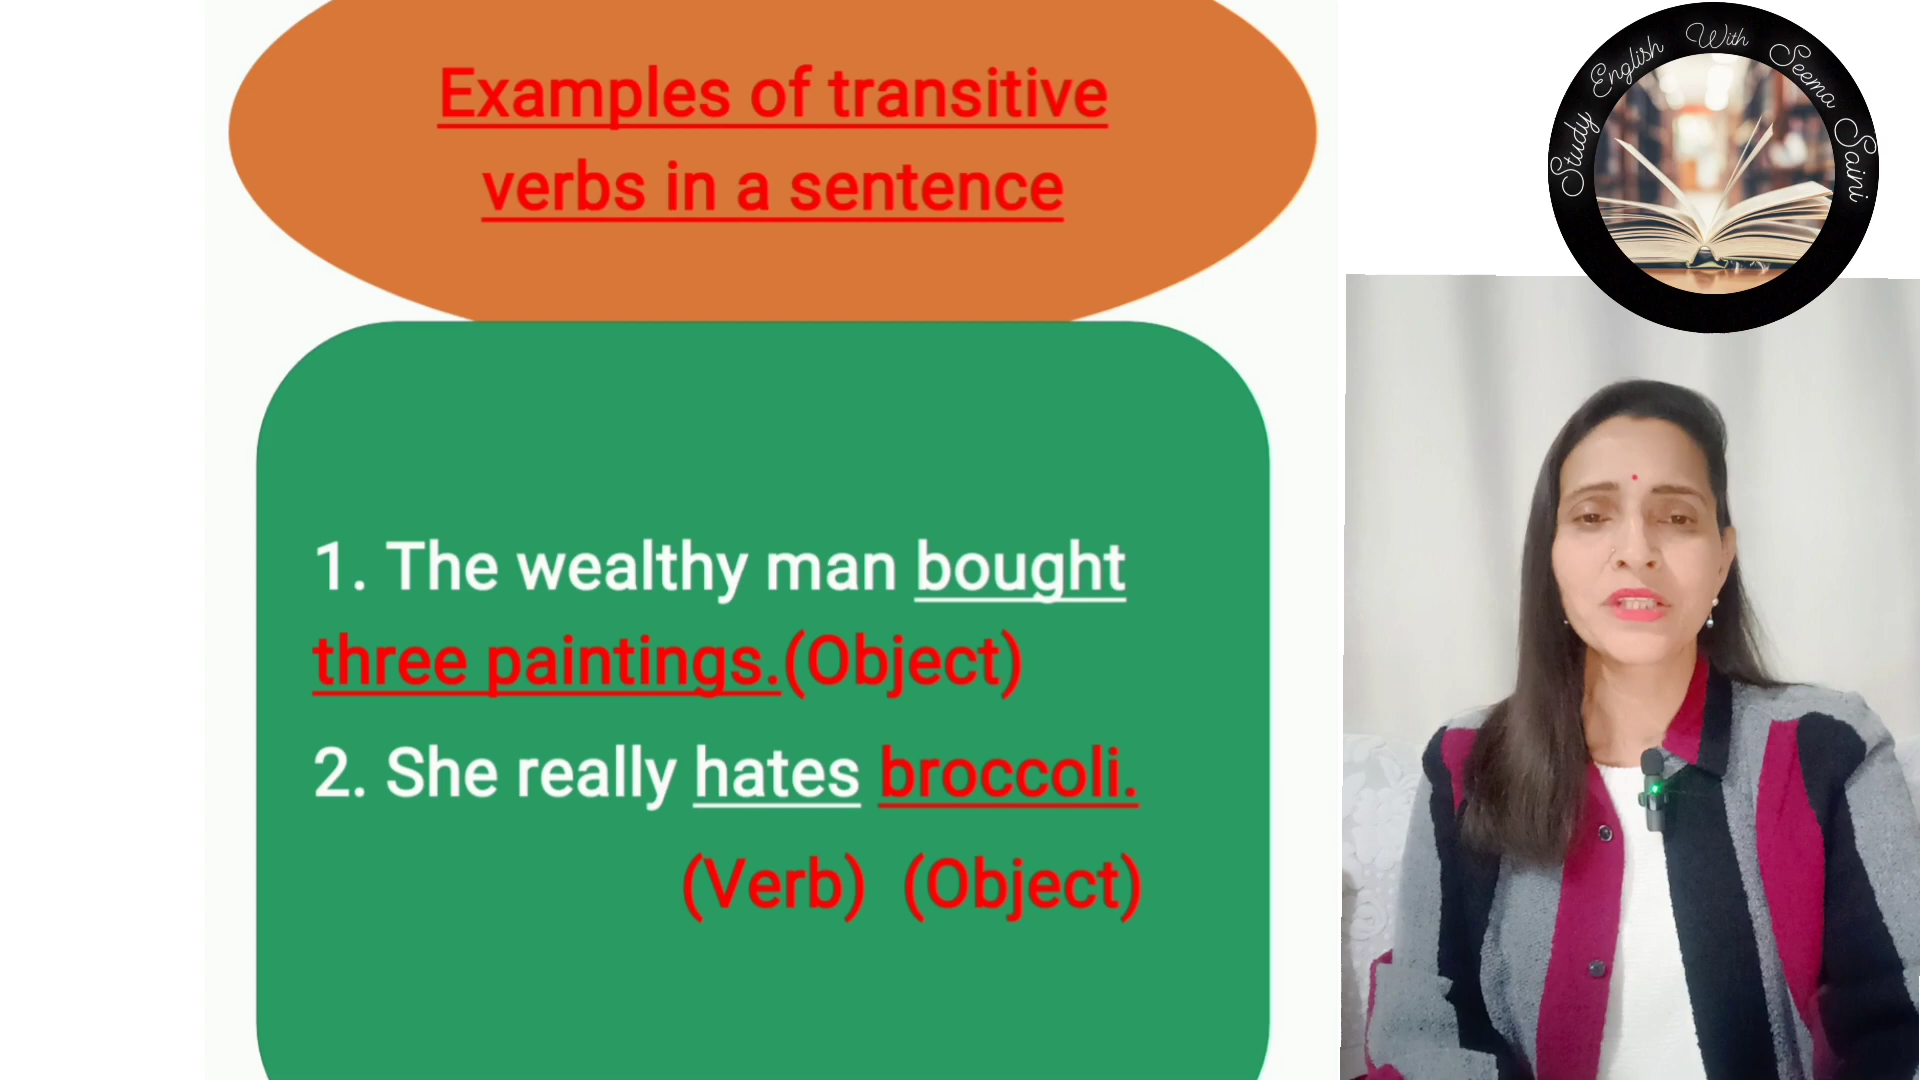 Examples of transitive
verbs in a sentence
1. The wealthy man bought
three paintings.(Object)
2. She really hates broccoli.
(Verb) (Object)
Study English With Seema Saini